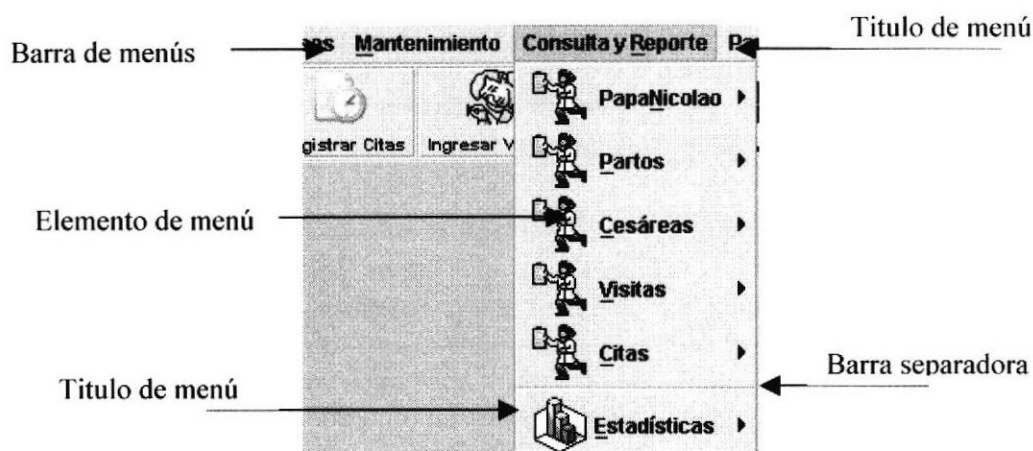 Titulo de menú
Barra de menús
Mantenimiento Consulta y Reporte
PapaNicolao
gistrar Citas Ingresar V
Partos
Elemento de menú
Cesáreas
Visitas
Citas
Barra separadora
Titulo de menú
Estadísticas